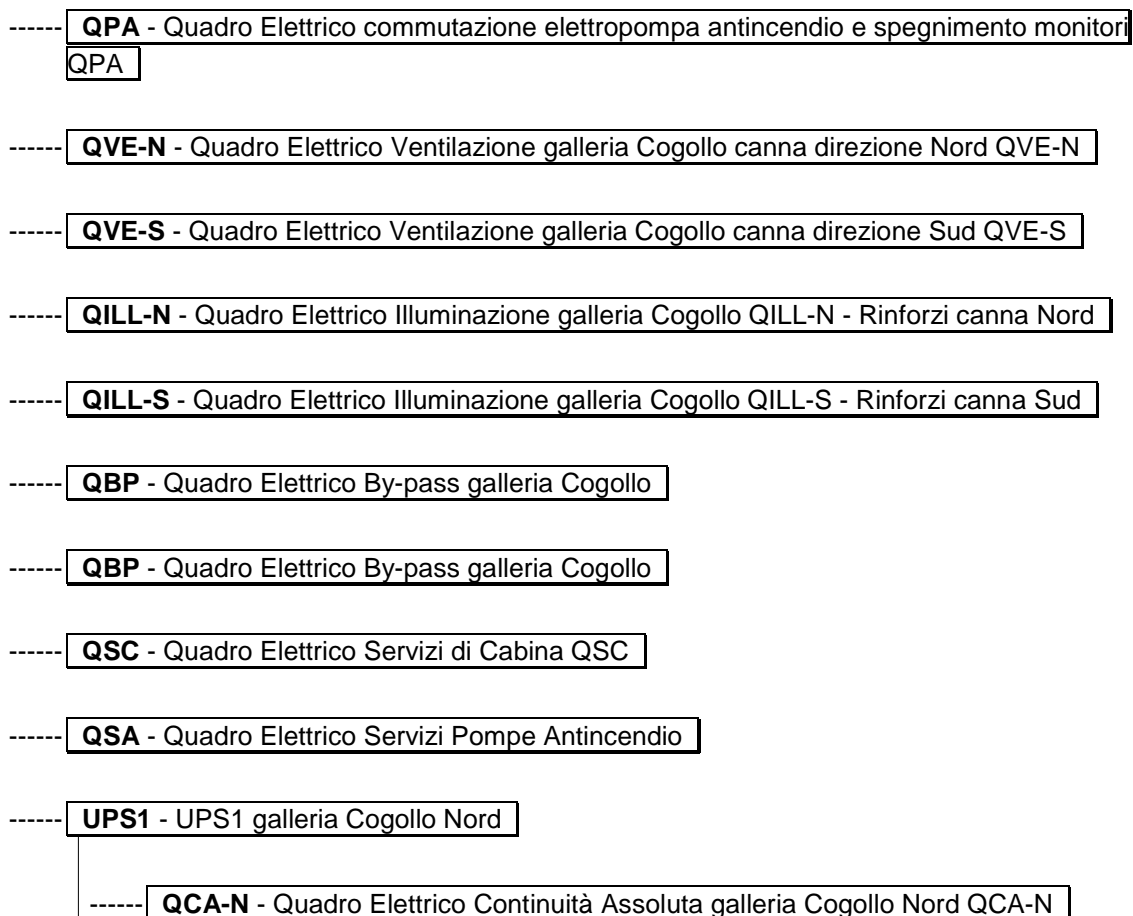 ------ QPA - Quadro Elettrico commutazione elettropompa antincendio e spegnimento monitori
QPA
------ QVE-N - Quadro Elettrico Ventilazione galleria Cogollo canna direzione Nord QVE-N
------ QVE-S - Quadro Elettrico Ventilazione galleria Cogollo canna direzione Sud QVE-S
------ QILL-N - Quadro Elettrico Illuminazione galleria Cogollo QILL-N - Rinforzi canna Nord
------ QILL-S - Quadro Elettrico Illuminazione galleria Cogollo QILL-S - Rinforzi canna Sud
------ QBP - Quadro Elettrico By-pass galleria Cogollo
------ QBP - Quadro Elettrico By-pass galleria Cogollo
------ QSC - Quadro Elettrico Servizi di Cabina QSC
------ QSA - Quadro Elettrico Servizi Pompe Antincendio
------ UPS1 - UPS1 galleria Cogollo Nord
------ QCA-N - Quadro Elettrico Continuità Assoluta galleria Cogollo Nord QCA-N